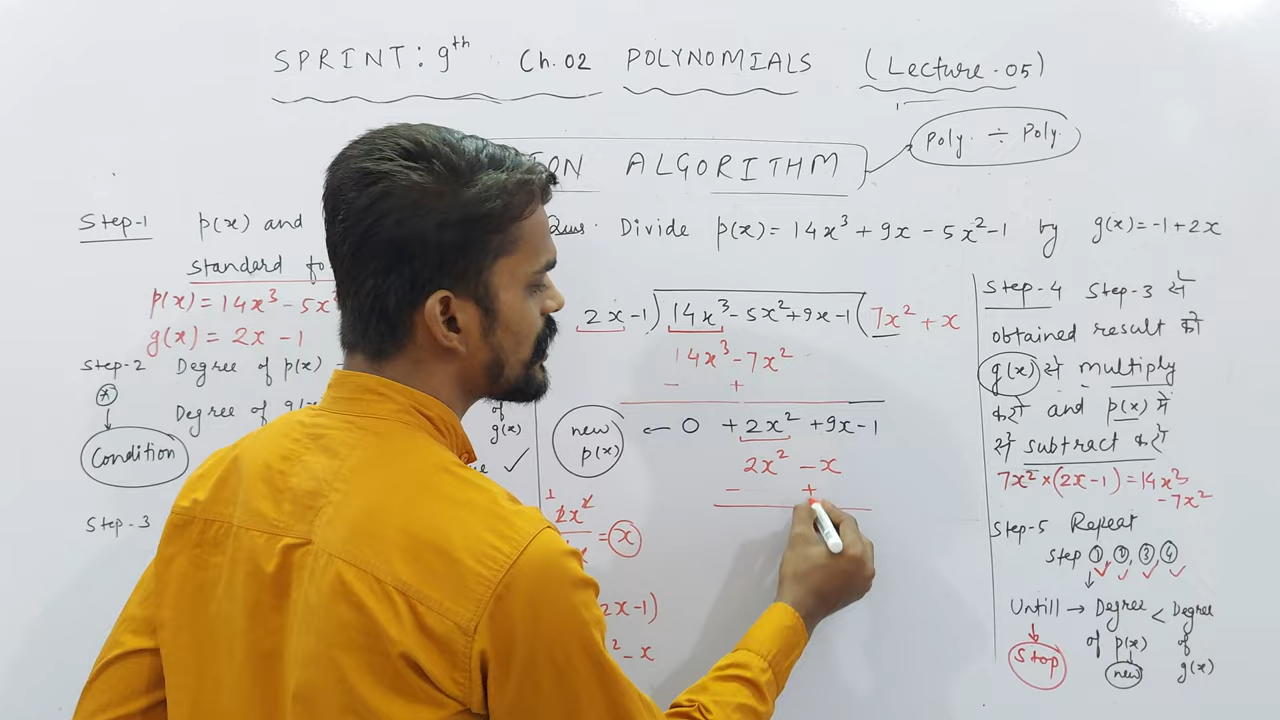 SPRINT: 9th Ch.02 POLYNOMIALS (Lecture-05)
ION ALGORITHM
Poly. ÷ Poly.
Step-1 p(x) and
standard fo
p(x) = 14x³ - 5x²
g(x) = 2x - 1
Step-2 Degree of p(x)
*
Degree of
of
g(x)
Condition
✓
Step-3
Ques. Divide p(x) = 14x³ + 9x - 5x² - 1 by g(x) = -1 + 2x
2x-1) 14x³ - 5x² + 9x - 1 (7x² + x
14x³ - 7x²
- +
new p(x) ← 0 + 2x² + 9x - 1
2x² - x
- +
2x²
= x
2x-1)
² - x
Step-4 Step-3 से
obtained result को
g(x) से multiply
करो and p(x) में
से subtract करो
7x² × (2x-1) = 14x³
- 7x²
Step-5 Repeat
Step ①, ②, ③, ④
Untill → Degree < Degree
of p(x) of
Stop new g(x)